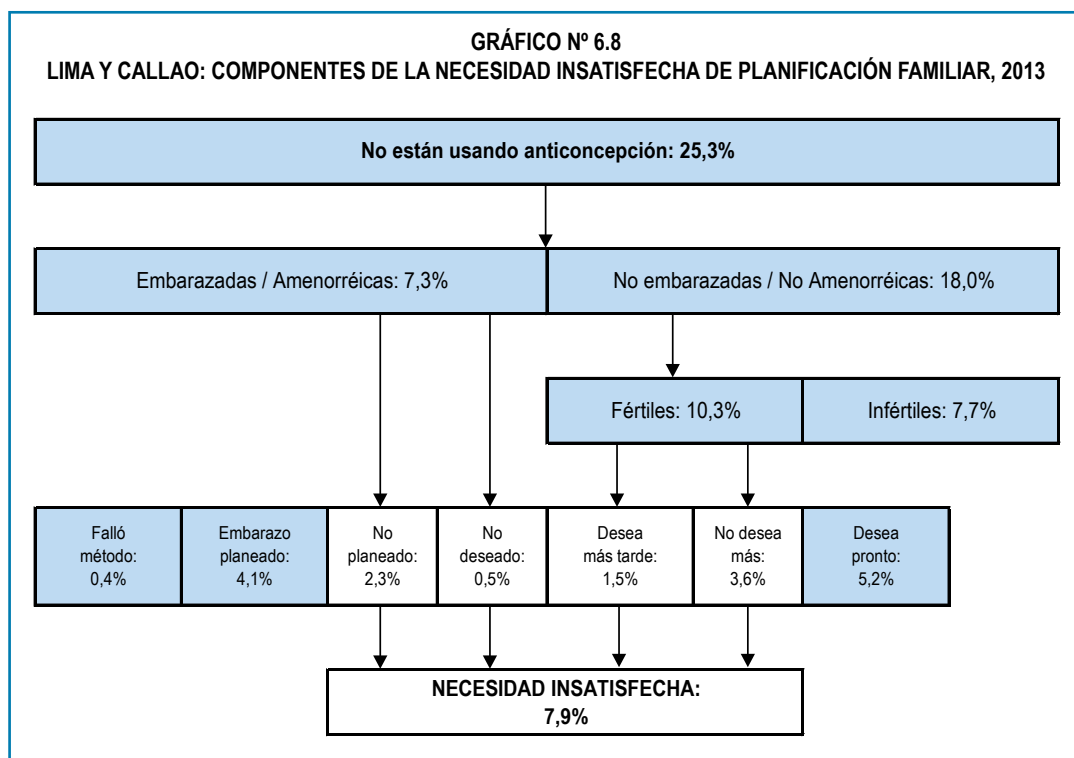 GRÁFICO Nº 6.8
LIMA Y CALLAO: COMPONENTES DE LA NECESIDAD INSATISFECHA DE PLANIFICACIÓN FAMILIAR, 2013
No están usando anticoncepción: 25,3%
Embarazadas / Amenorréicas: 7,3%
No embarazadas / No Amenorréicas: 18,0%
Fértiles: 10,3%
Infértiles: 7,7%
Falló
método:
0,4%
Embarazo
planeado:
4,1%
No
planeado:
2,3%
No
deseado:
0,5%
Desea
más tarde:
1,5%
No desea
más:
3,6%
Desea
pronto:
5,2%
NECESIDAD INSATISFECHA:
7,9%